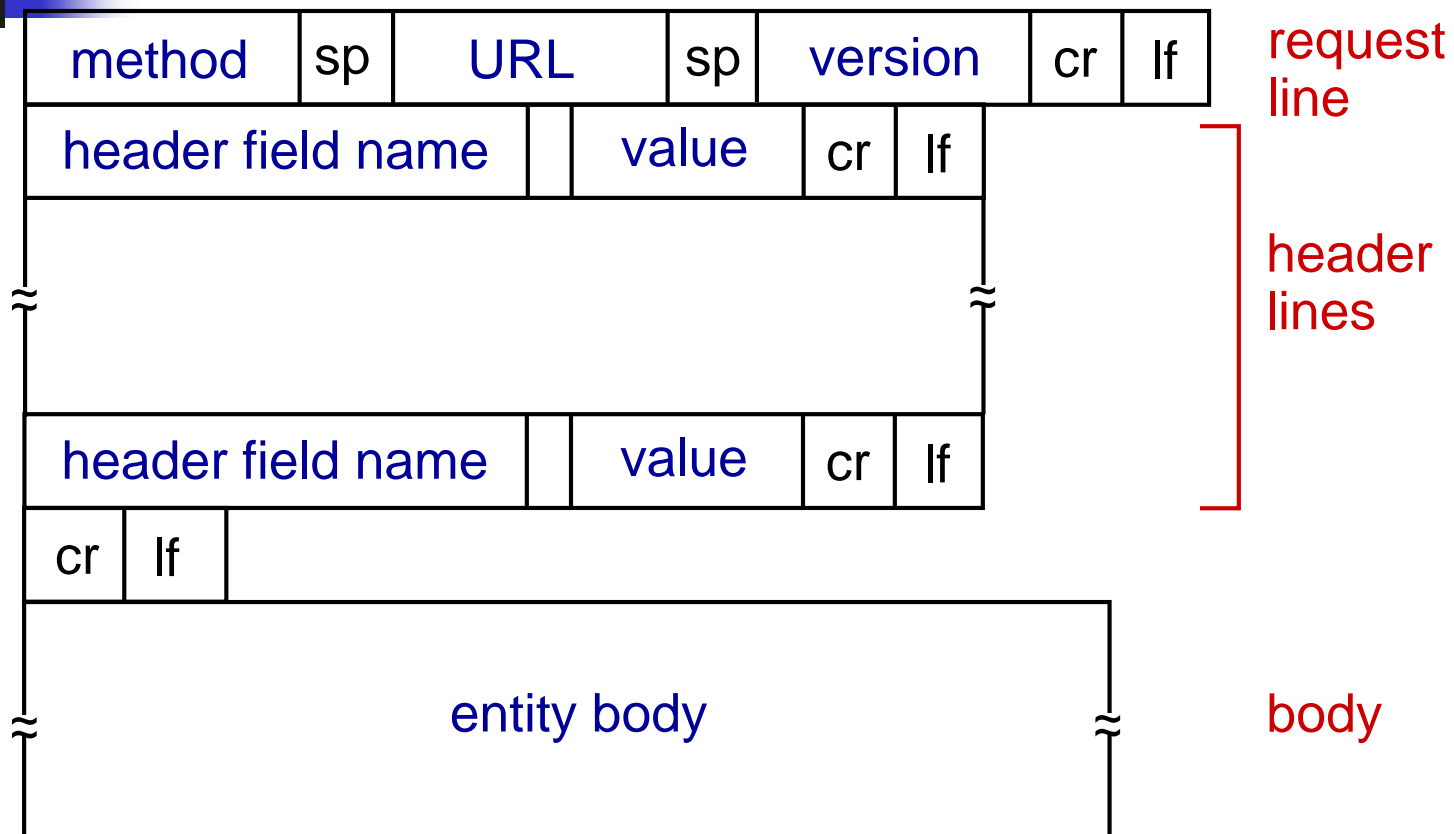 method sp URL sp version cr lf request line
header field name value cr lf
header lines
≈ ≈
header field name value cr lf
cr lf
≈ entity body ≈ body